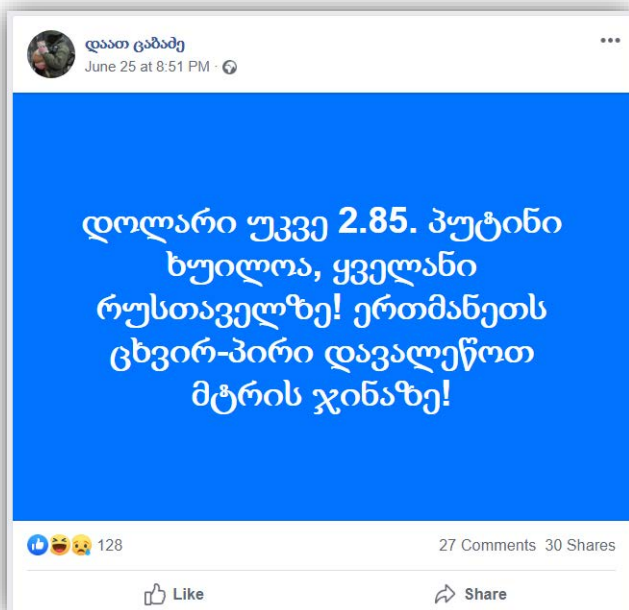 დაათ ცაბაძე
June 25 at 8:51 PM ·
დოლარი უკვე 2.85. პუტინი
ხუილოა, ყველანი
რუსთაველზე! ერთმანეთს
ცხვირ-პირი დავალეწოთ
მტრის ჯინაზე!
128
27 Comments 30 Shares
Like
Share